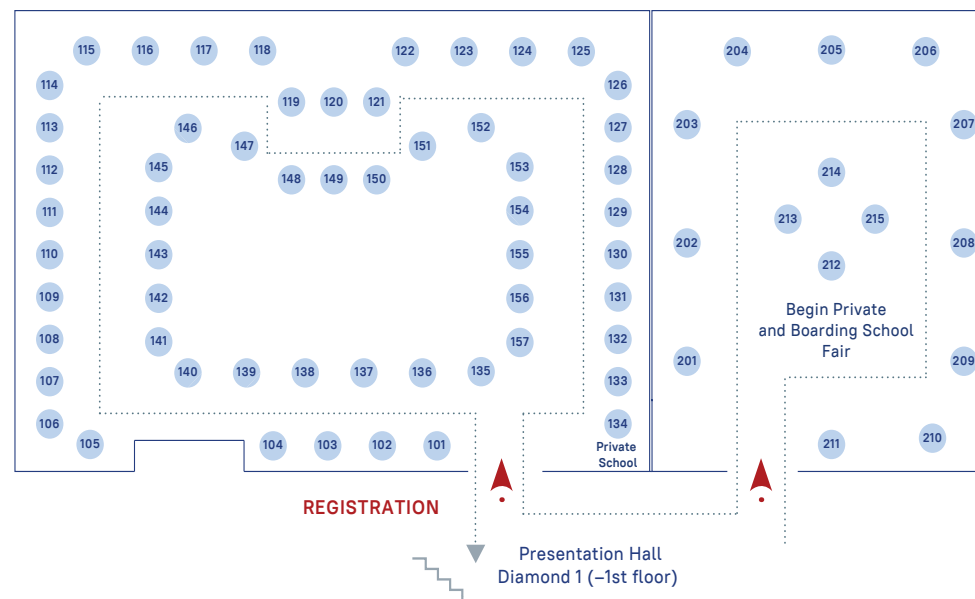 115 116 117 118 122 123 124 125 204 205 206
114 126
119 120 121
113 146 152 127 203 207
147 151
112 145 148 149 150 153 128 214
111 144 154 129 213 215
110 143 155 130 202 208
212
109 142 156 131
Begin Private
and Boarding School
Fair
108 141 157 132
201 209
107 140 139 138 137 136 135 133
106 134
105 104 103 102 101 211 210
Private
School
REGISTRATION
Presentation Hall
Diamond 1 (–1st floor)